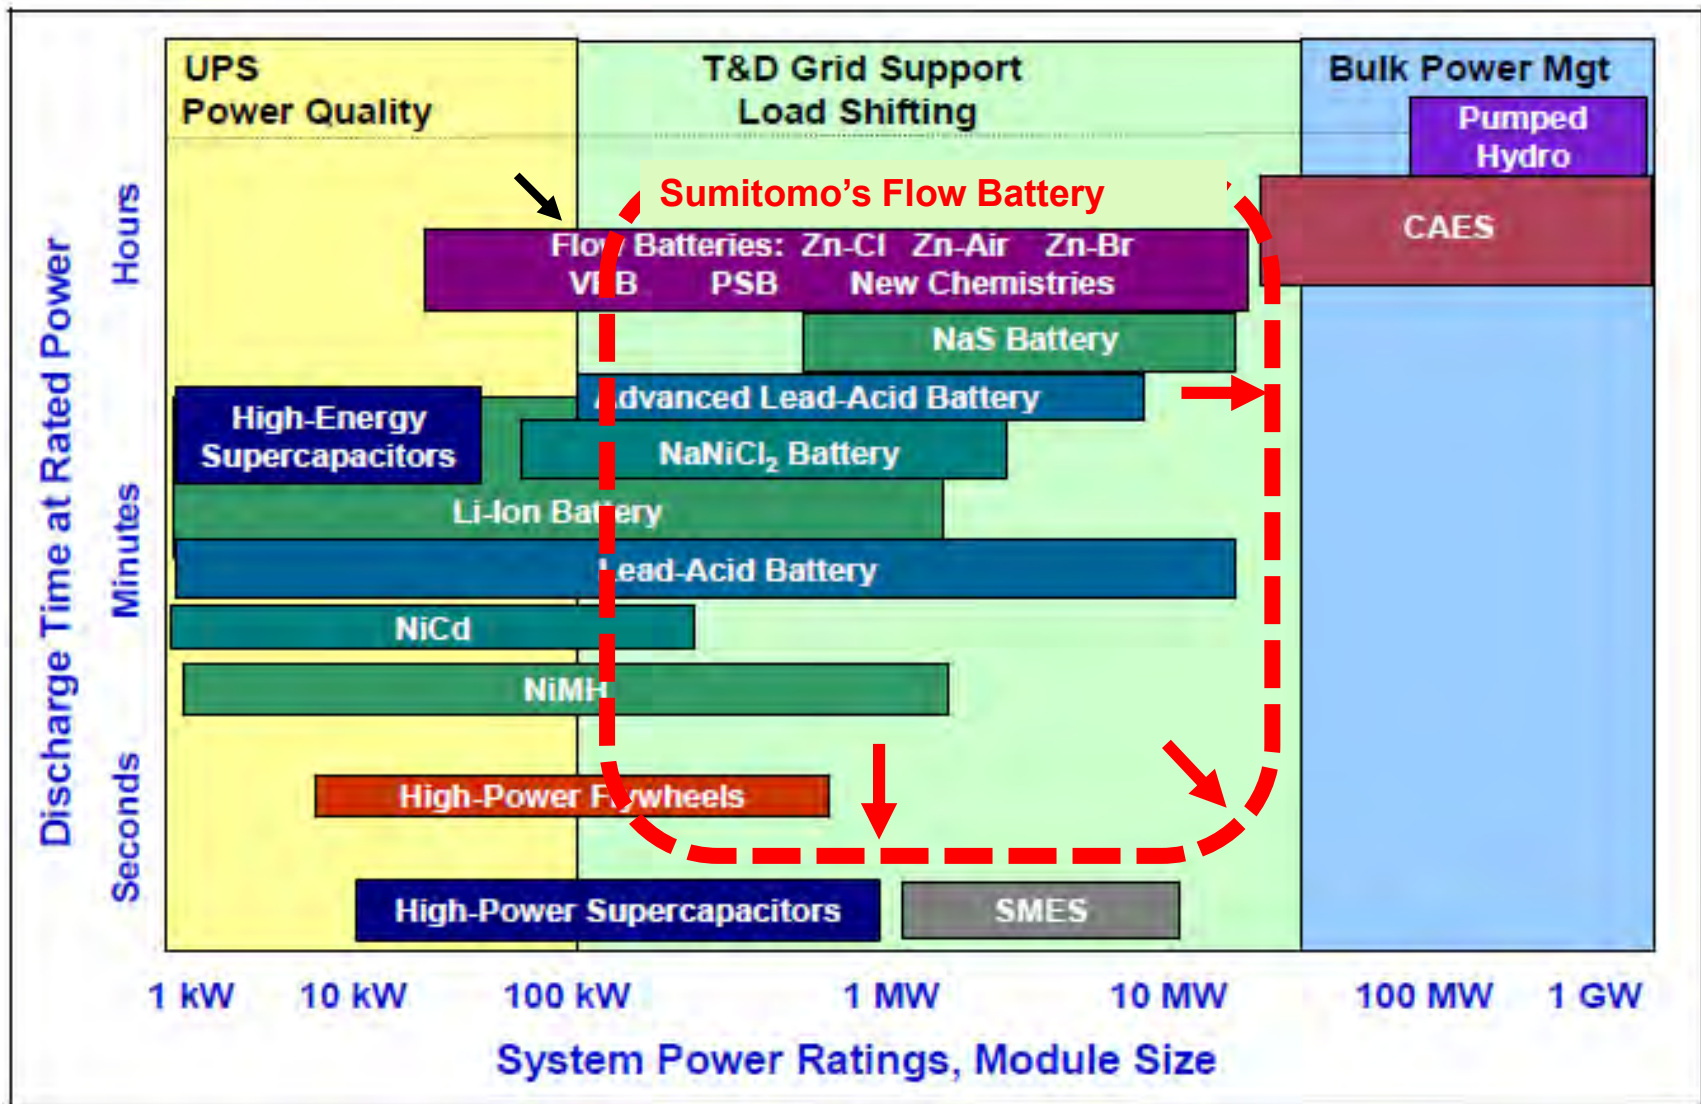 UPS
Power Quality
T&D Grid Support
Load Shifting
Bulk Power Mgt
Pumped
Hydro
Sumitomo’s Flow Battery
CAES
Flow Batteries: Zn-Cl Zn-Air Zn-Br
VRB PSB New Chemistries
NaS Battery
Advanced Lead-Acid Battery
High-Energy
Supercapacitors
NaNiCl₂ Battery
Li-Ion Battery
Lead-Acid Battery
NiCd
NiMH
High-Power Flywheels
High-Power Supercapacitors
SMES
Discharge Time at Rated Power
Hours
Minutes
Seconds
1 kW 10 kW 100 kW 1 MW 10 MW 100 MW 1 GW
System Power Ratings, Module Size